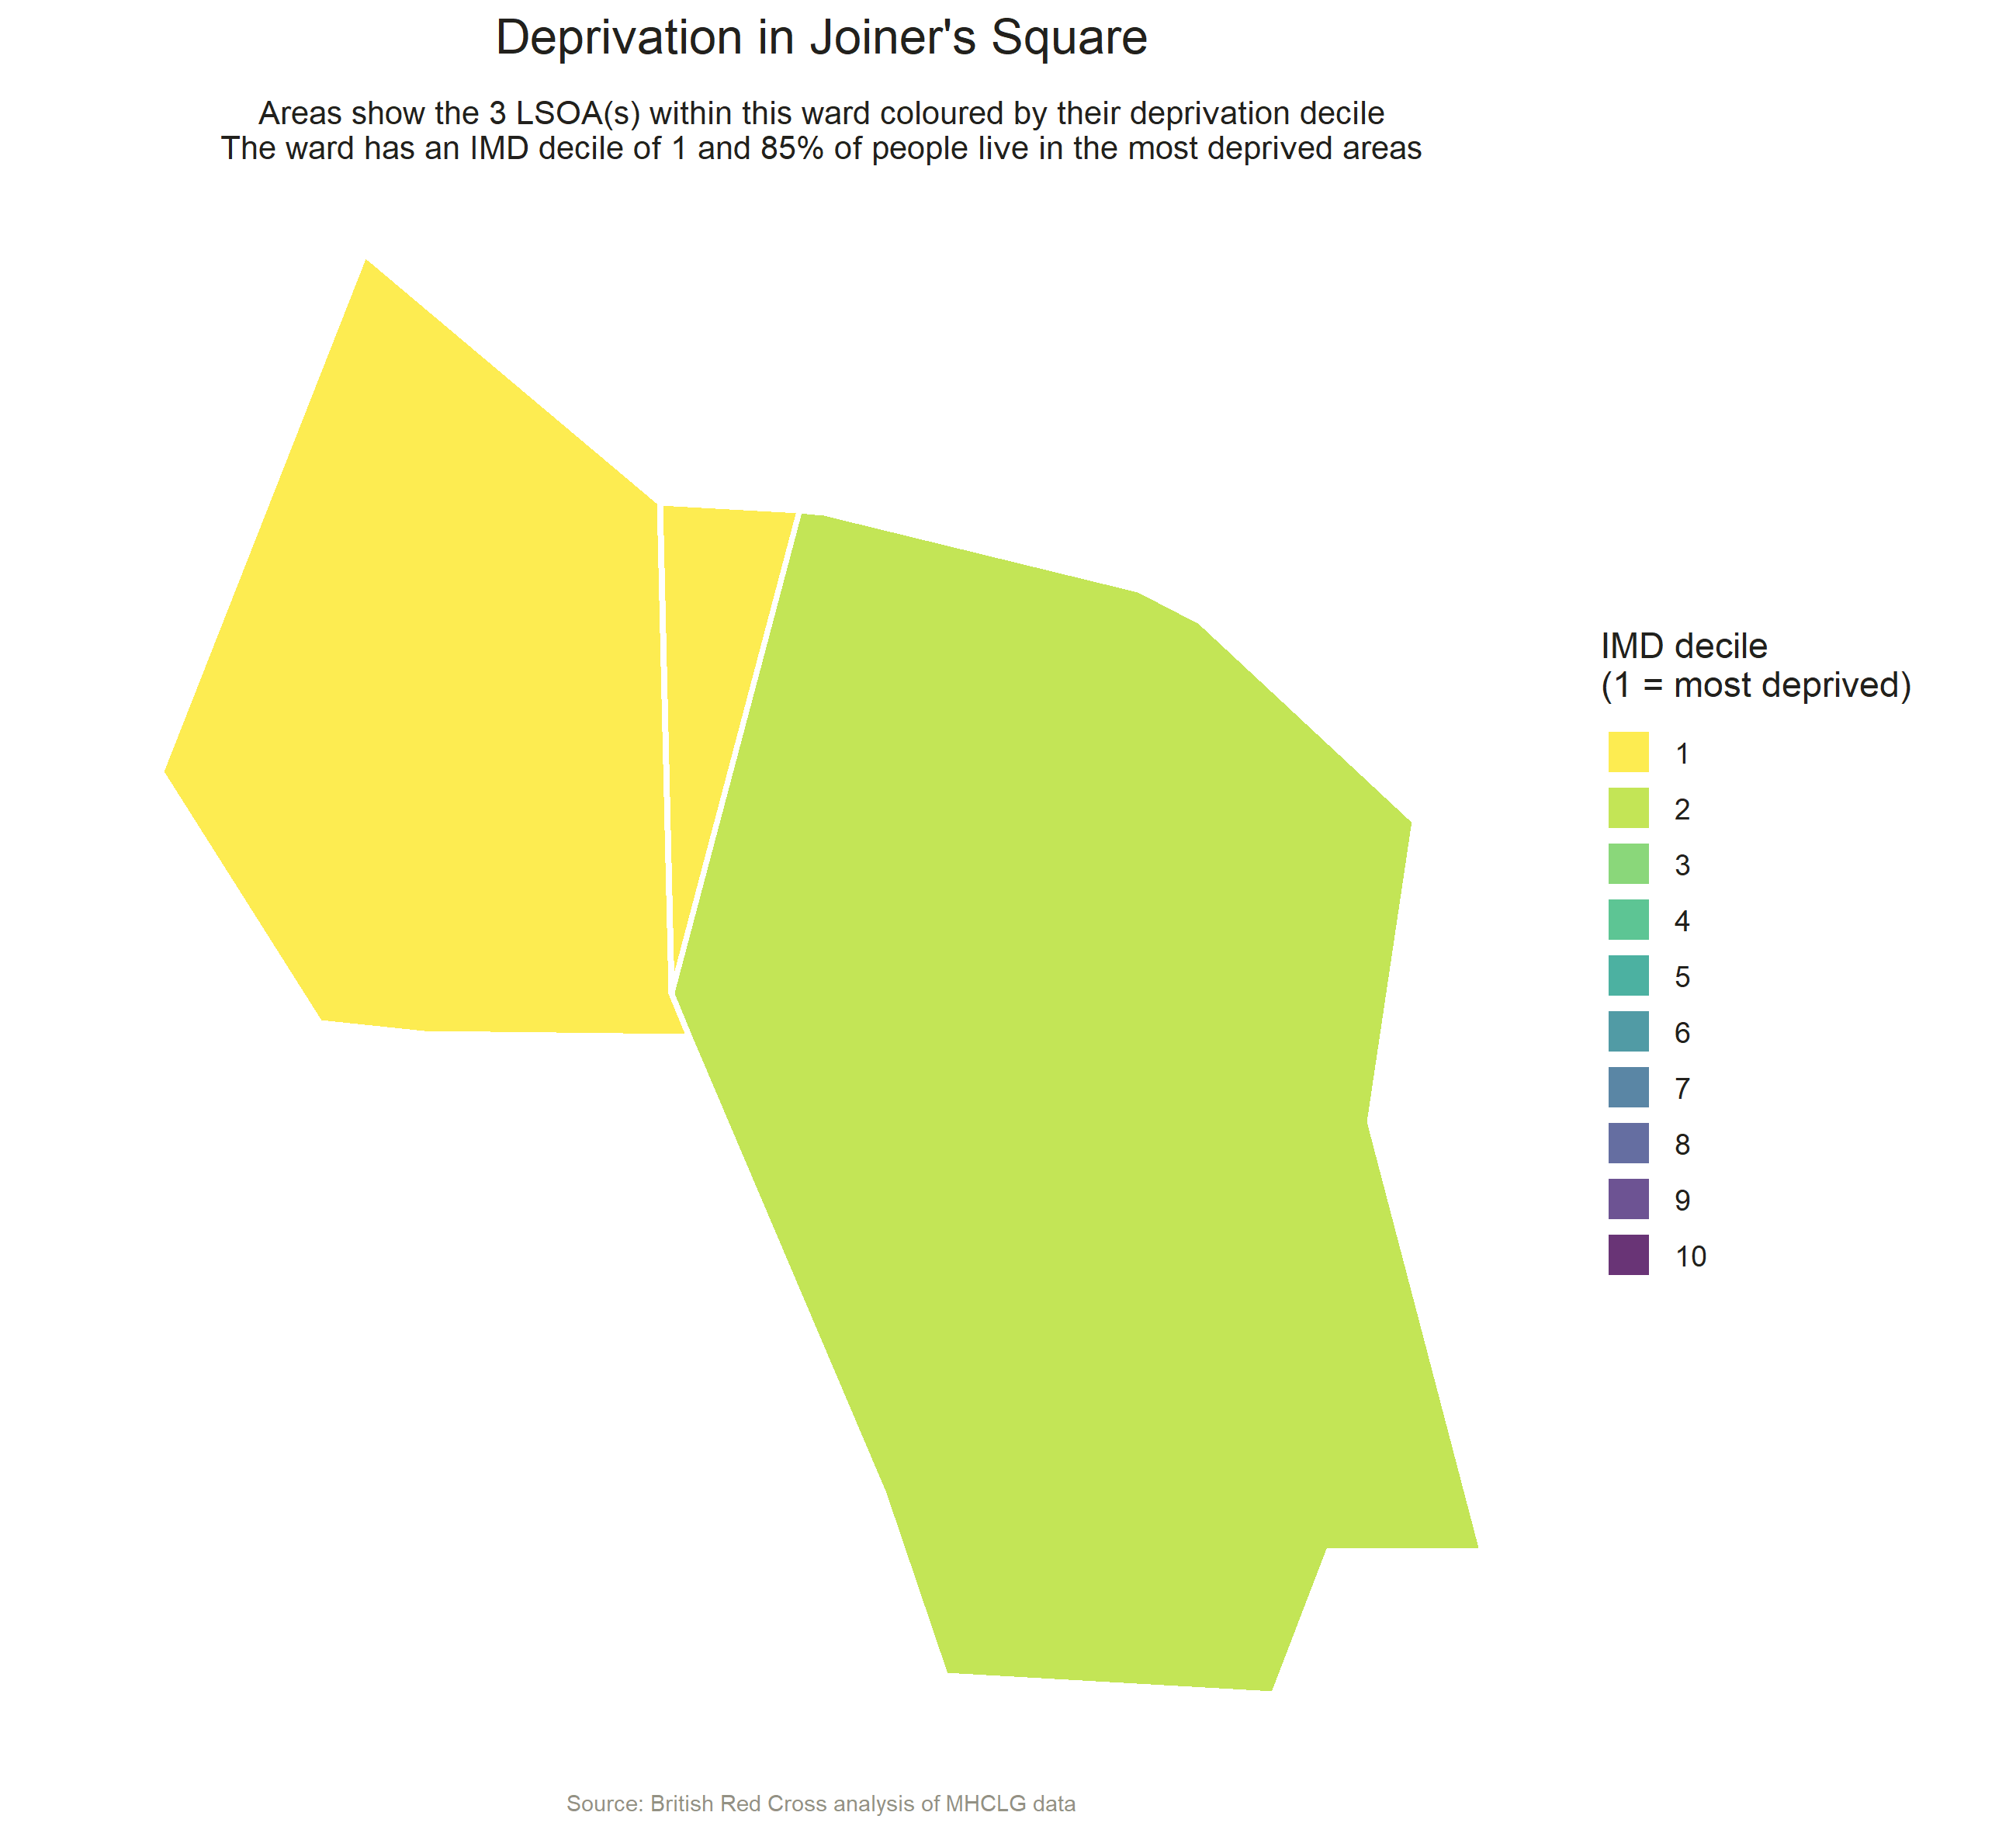 Deprivation in Joiner's Square
Areas show the 3 LSOA(s) within this ward coloured by their deprivation decile
The ward has an IMD decile of 1 and 85% of people live in the most deprived areas
IMD decile
(1 = most deprived)
1
2
3
4
5
6
7
8
9
10
Source: British Red Cross analysis of MHCLG data